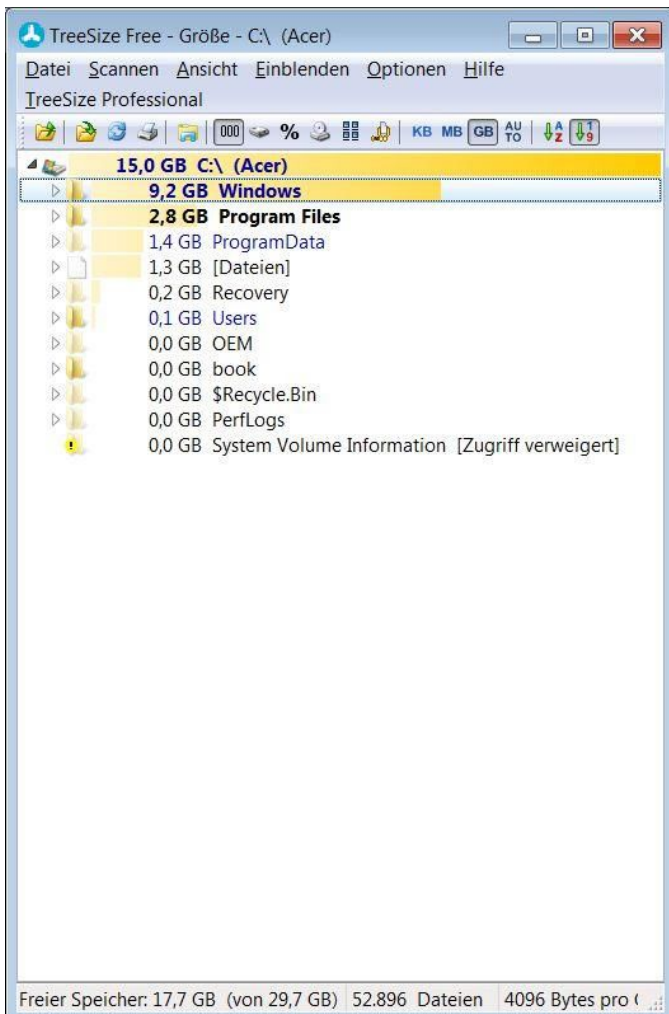 TreeSize Free - Größe - C:\ (Acer)
Datei Scannen Ansicht Einblenden Optionen Hilfe
TreeSize Professional
000 % KB MB GB AUTO A Z 1 9
15,0 GB C:\ (Acer)
9,2 GB Windows
2,8 GB Program Files
1,4 GB ProgramData
1,3 GB [Dateien]
0,2 GB Recovery
0,1 GB Users
0,0 GB OEM
0,0 GB book
0,0 GB $Recycle.Bin
0,0 GB PerfLogs
0,0 GB System Volume Information [Zugriff verweigert]
Freier Speicher: 17,7 GB (von 29,7 GB) 52.896 Dateien 4096 Bytes pro